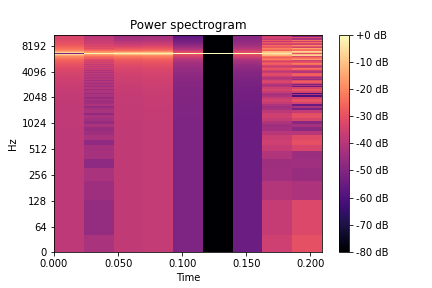 Power spectrogram
8192
4096
2048
1024
512
256
128
64
0
Hz
0.000 0.050 0.100 0.150 0.200
Time
+0 dB
-10 dB
-20 dB
-30 dB
-40 dB
-50 dB
-60 dB
-70 dB
-80 dB